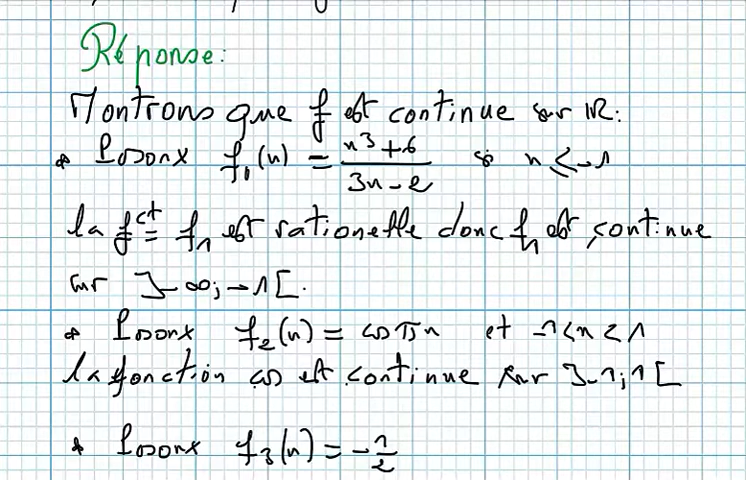 Réponse:
Montrons que f est continue sur IR:
* Posons f₁(x) = (x³+6)/(3x-2) si x ≤ -1
la fct f₁ est rationelle donc f₁ est continue
sur ]-∞; -1[.
* Posons f₂(x) = cos πx et -1<x<1
la fonction cos est continue sur ]-1;1[
* Posons f₃(x) = -1/2